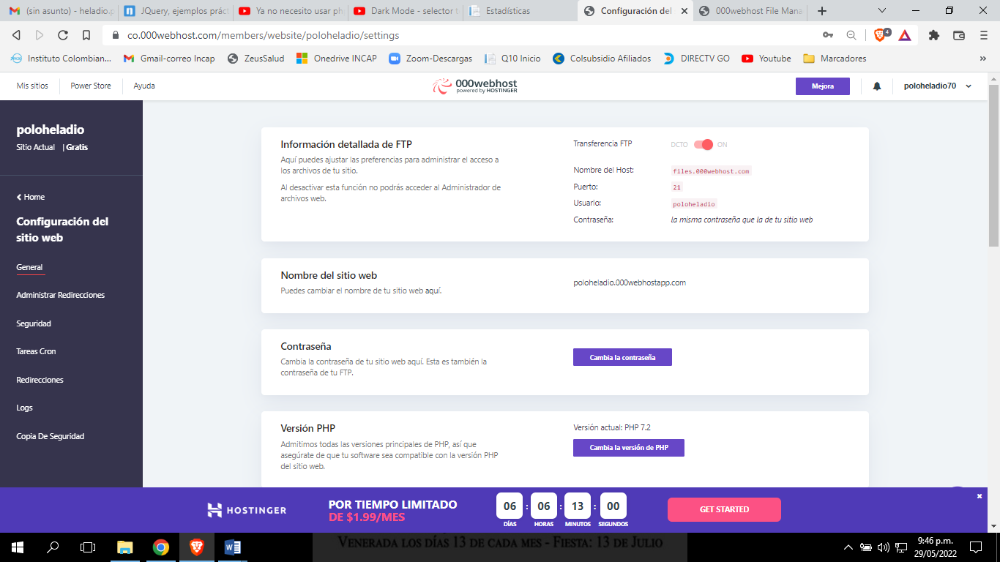 (sin asunto) - heladio.p
JQuery, ejemplos práct
Ya no necesito usar ph
Dark Mode - selector t
Estadísticas
Configuración del
000webhost File Mana
co.000webhost.com/members/website/poloheladio/settings
4
Instituto Colombian...
Gmail-correo Incap
ZeusSalud
Onedrive INCAP
Zoom-Descargas
Q10 Inicio
Colsubsidio Afiliados
DIRECTV GO
Youtube
Marcadores
»
Mis sitios
Power Store
Ayuda
000webhost
powered by HOSTINGER
Mejora
poloheladio70
poloheladio
Sitio Actual | Gratis
Home
Configuración del
sitio web
General
Administrar Redirecciones
Seguridad
Tareas Cron
Redirecciones
Logs
Copia De Seguridad
Información detallada de FTP
Aquí puedes ajustar las preferencias para administrar el acceso a
los archivos de tu sitio.
Al desactivar esta función no podrás acceder al Administrador de
archivos web.
Transferencia FTP
DCTO ON
Nombre del Host: files.000webhost.com
Puerto: 21
Usuario: poloheladio
Contraseña: la misma contraseña que la de tu sitio web
Nombre del sitio web
Puedes cambiar el nombre de tu sitio web aquí.
poloheladio.000webhostapp.com
Contraseña
Cambia la contraseña de tu sitio web aquí. Esta es también la
contraseña de tu FTP.
Cambia la contraseña
Versión PHP
Admitimos todas las versiones principales de PHP, así que
asegúrate de que tu software sea compatible con la versión PHP
del sitio web.
Versión actual: PHP 7.2
Cambia la versión de PHP
HOSTINGER
POR TIEMPO LIMITADO
DE $1.99/MES
06 : 06 : 13 : 00
DÍAS HORAS MINUTOS SEGUNDOS
GET STARTED
Venerada los días 13 de cada mes - Fiesta: 13 de Julio
9:46 p.m.
29/05/2022